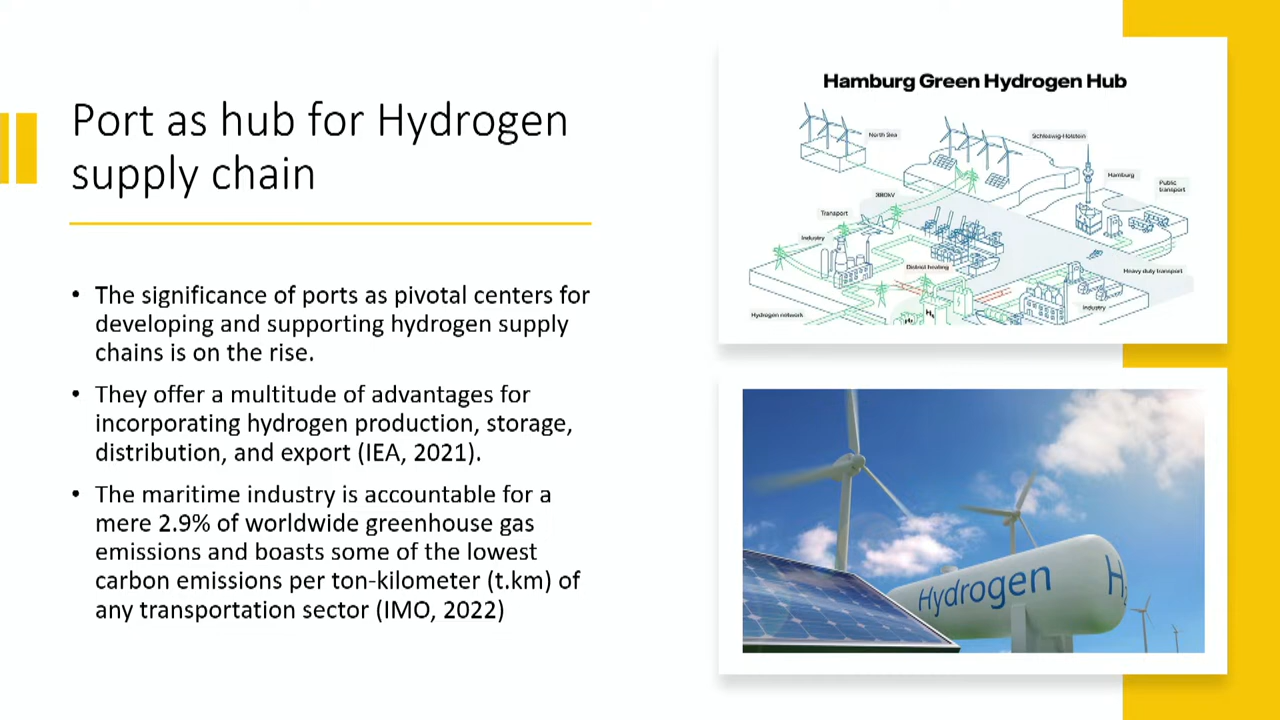 Port as hub for Hydrogen
supply chain
• The significance of ports as pivotal centers for
developing and supporting hydrogen supply
chains is on the rise.
• They offer a multitude of advantages for
incorporating hydrogen production, storage,
distribution, and export (IEA, 2021).
• The maritime industry is accountable for a
mere 2.9% of worldwide greenhouse gas
emissions and boasts some of the lowest
carbon emissions per ton-kilometer (t.km) of
any transportation sector (IMO, 2022)
Hamburg Green Hydrogen Hub
North Sea
Schleswig-Holstein
Hamburg
Public
transport
380kV
Transport
Industry
District heating
Heavy duty transport
Industry
Hydrogen network
H₂
H₂
Hydrogen
H₂